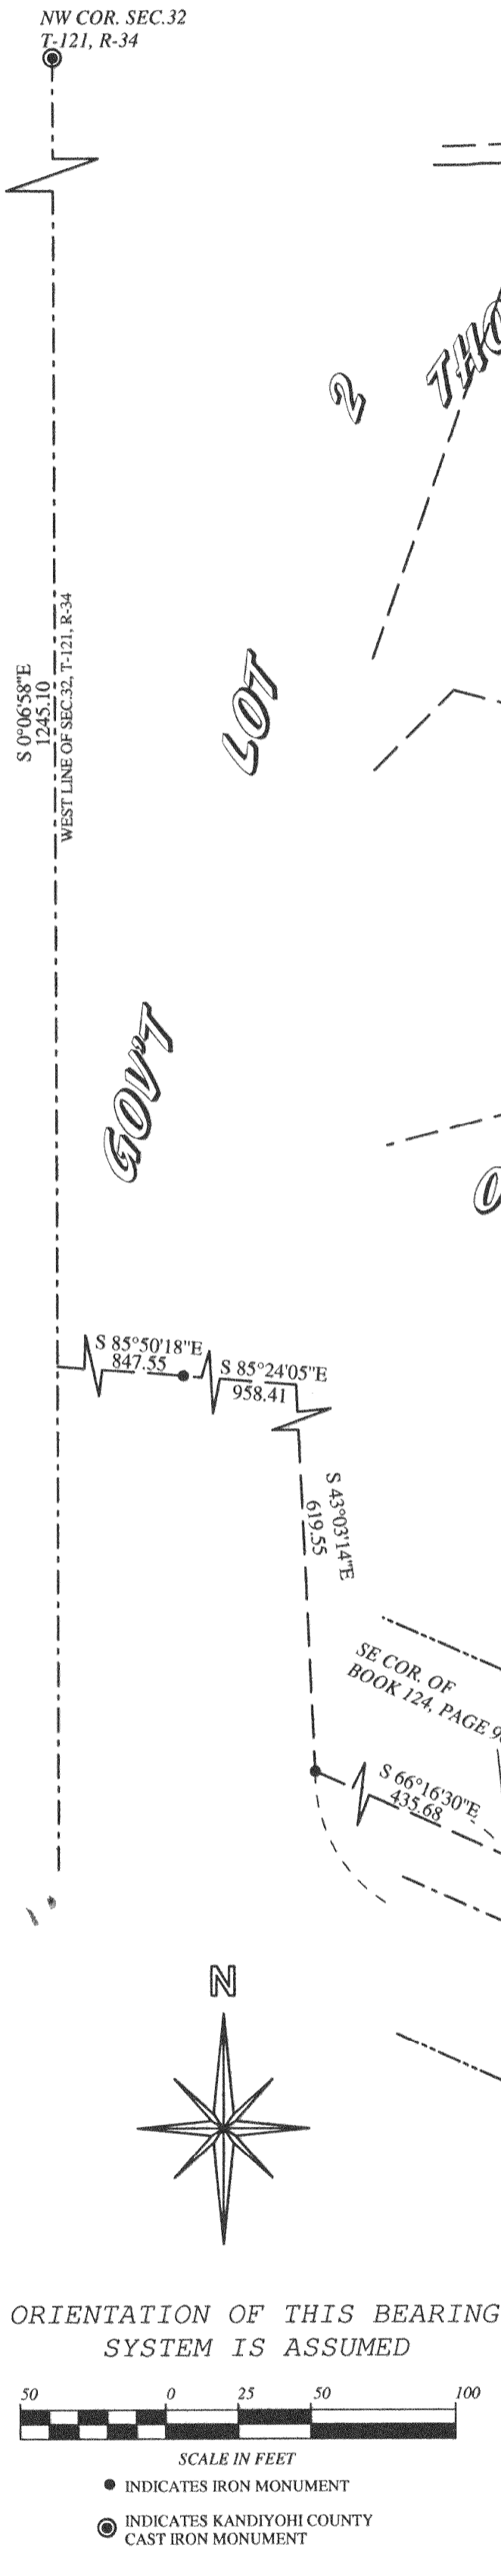 NW COR. SEC.32
T-121, R-34
2
THO
LOT
S 0°06'58"E
1245.10
WEST LINE OF SEC.32, T-121, R-34
GOV'T
O
S 85°50'18"E
847.55
S 85°24'05"E
958.41
S 43°03'14"E
619.55
SE COR. OF
BOOK 124, PAGE
S 66°16'30"E
435.68
N
ORIENTATION OF THIS BEARING
SYSTEM IS ASSUMED
50 0 25 50 100
SCALE IN FEET
INDICATES IRON MONUMENT
INDICATES KANDIYOHI COUNTY
CAST IRON MONUMENT